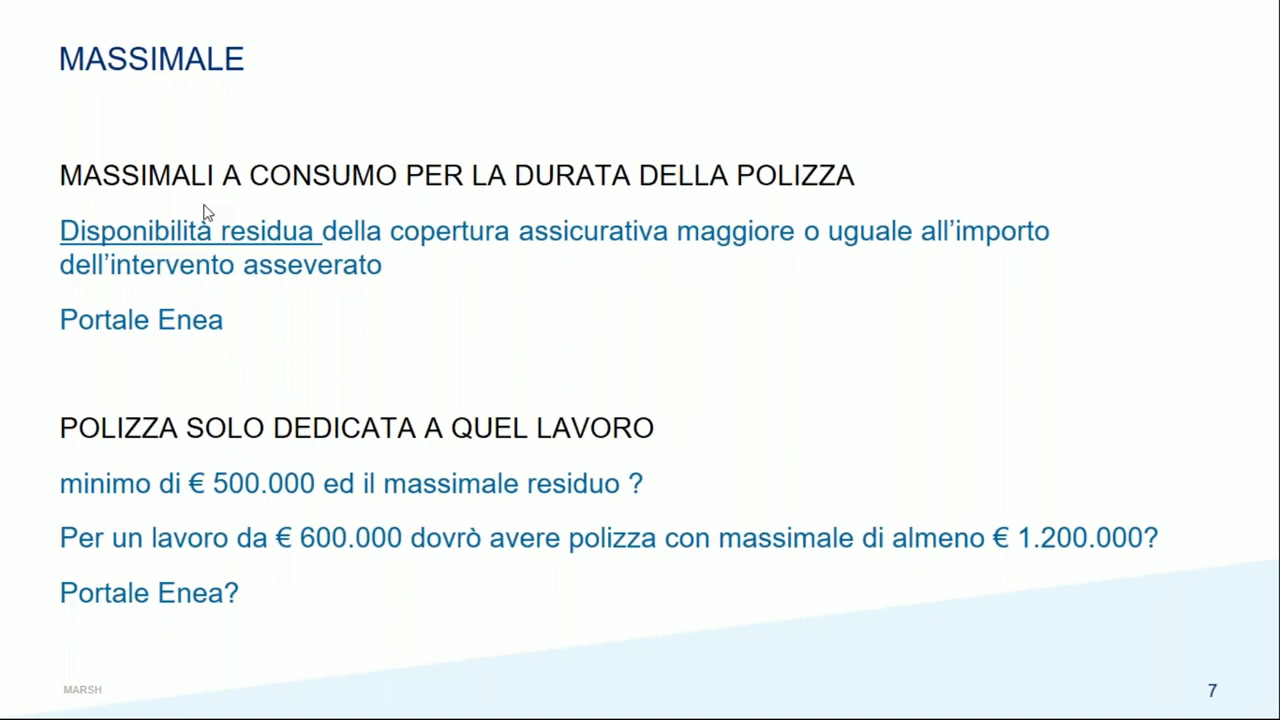 MASSIMALE
MASSIMALI A CONSUMO PER LA DURATA DELLA POLIZZA
Disponibilità residua della copertura assicurativa maggiore o uguale all’importo
dell’intervento asseverato
Portale Enea
POLIZZA SOLO DEDICATA A QUEL LAVORO
minimo di € 500.000 ed il massimale residuo ?
Per un lavoro da € 600.000 dovrò avere polizza con massimale di almeno € 1.200.000?
Portale Enea?
MARSH
7